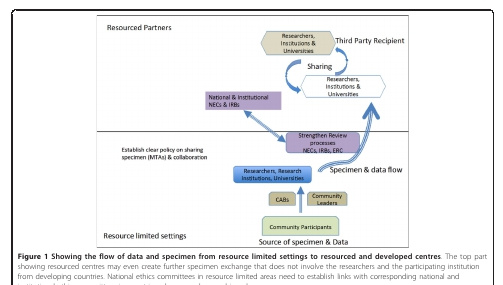 Resourced Partners
Researchers,
Institutions &
Universities
Third Party Recipient
Sharing
Researchers,
Institutions &
Universities
National & Institutional
NECs & IRBs
Strengthen Review
processes
NECs, IRBs, ERC
Establish clear policy on sharing
specimen (MTAs) & collaboration
Researchers, Research
Institutions, Universities
Specimen & data flow
CABs
Community
Leaders
Community Participants
Resource limited settings
Source of specimen & Data
Figure 1 Showing the flow of data and specimen from resource limited settings to resourced and developed centres. The top part
showing resourced centres may even create further specimen exchange that does not involve the researchers and the participating institution
from developing countries. National ethics committees in resource limited areas need to establish links with corresponding national and